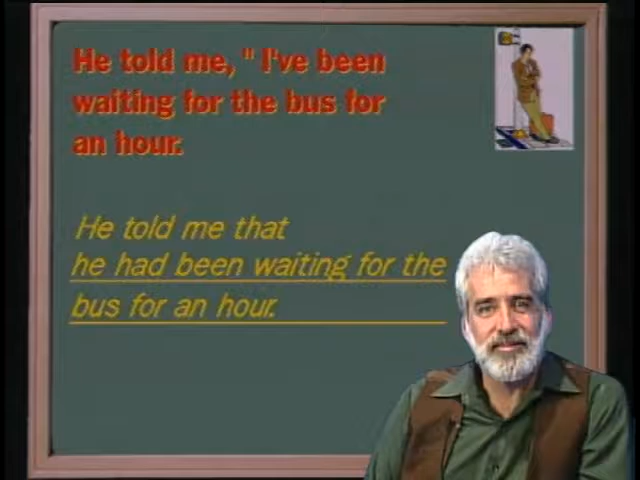 He told me, " I've been
waiting for the bus for
an hour.
He told me that
he had been waiting for the
bus for an hour.